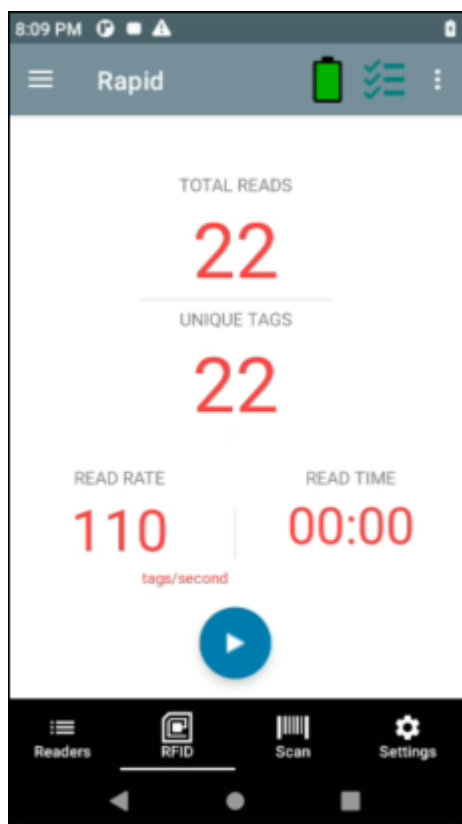 8:09 PM
Rapid
TOTAL READS
22
UNIQUE TAGS
22
READ RATE
READ TIME
110
00:00
tags/second
Readers
RFID
Scan
Settings